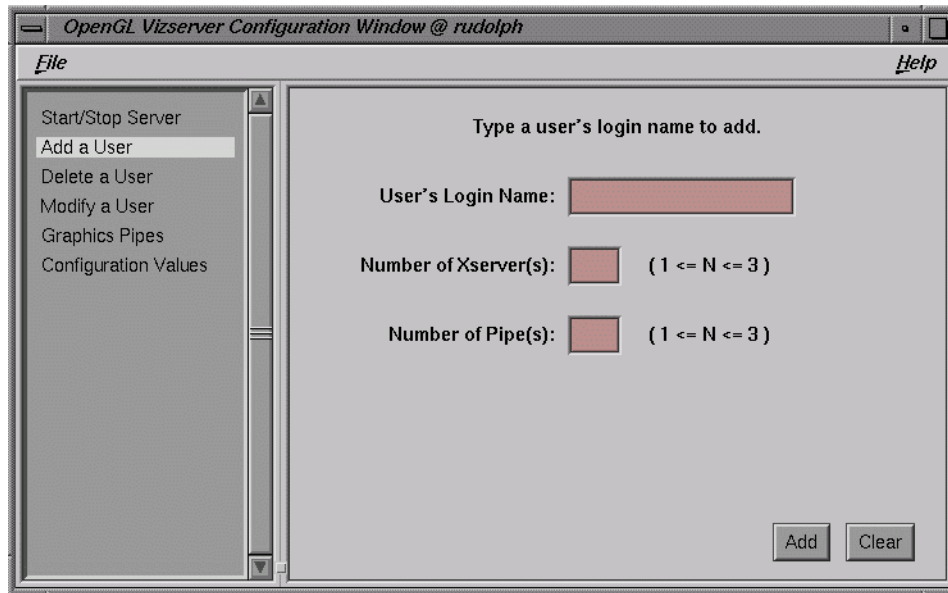 OpenGL Vizserver Configuration Window @ rudolph
File Help
Start/Stop Server
Add a User
Delete a User
Modify a User
Graphics Pipes
Configuration Values
Type a user's login name to add.
User's Login Name:
Number of Xserver(s): ( 1 <= N <= 3 )
Number of Pipe(s): ( 1 <= N <= 3 )
Add Clear